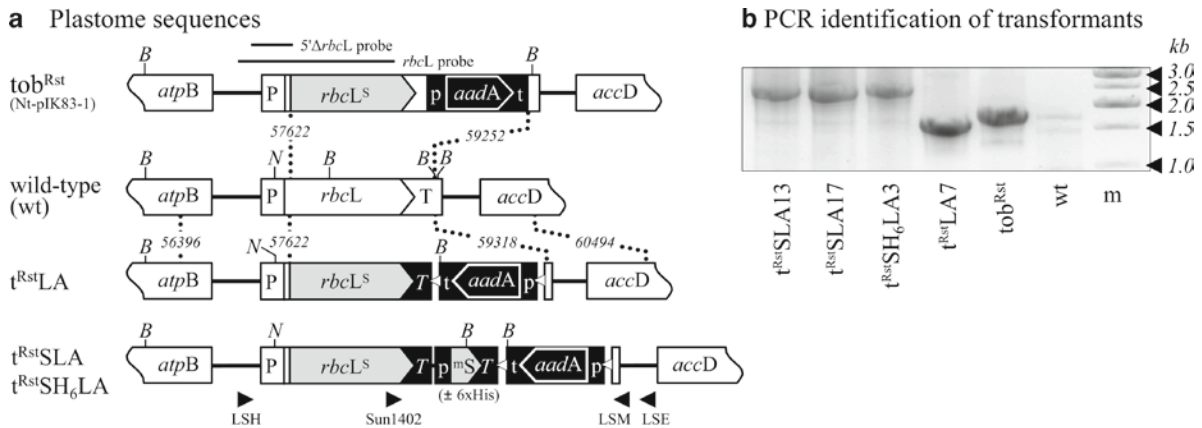 a Plastome sequences
5'ΔrbcL probe
rbcL probe
B B
tobRst
(Nt-pIK83-1)
atpB P rbcLS p aadA t accD
57622 59252
B N B B B
wild-type
(wt)
atpB P rbcL T accD
56396 57622 59318 60494
B N B
tRstLA
atpB P rbcLS T t aadA p accD
B N B B
tRstSLA
tRstSH6LA
atpB P rbcLS T p mS T t aadA p accD
(± 6xHis)
LSH Sun1402 LSM LSE
b PCR identification of transformants
kb
3.0
2.5
2.0
1.5
1.0
tRstSLA13
tRstSLA17
tRstSH6LA3
tRstLA7
tobRst
wt
m